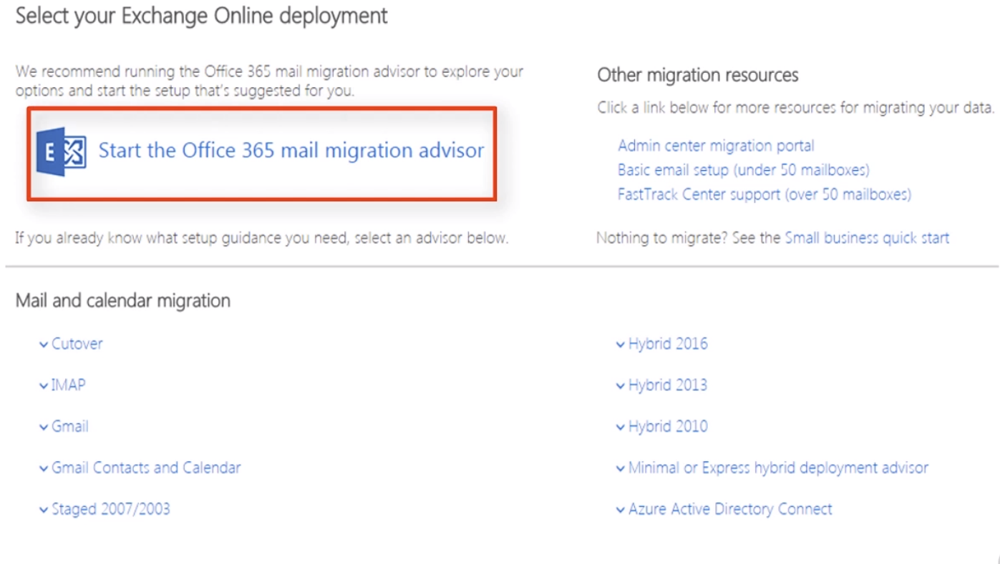 Select your Exchange Online deployment
We recommend running the Office 365 mail migration advisor to explore your
options and start the setup that's suggested for you.
E Start the Office 365 mail migration advisor
If you already know what setup guidance you need, select an advisor below.
Other migration resources
Click a link below for more resources for migrating your data.
Admin center migration portal
Basic email setup (under 50 mailboxes)
FastTrack Center support (over 50 mailboxes)
Nothing to migrate? See the Small business quick start
Mail and calendar migration
Cutover
IMAP
Gmail
Gmail Contacts and Calendar
Staged 2007/2003
Hybrid 2016
Hybrid 2013
Hybrid 2010
Minimal or Express hybrid deployment advisor
Azure Active Directory Connect